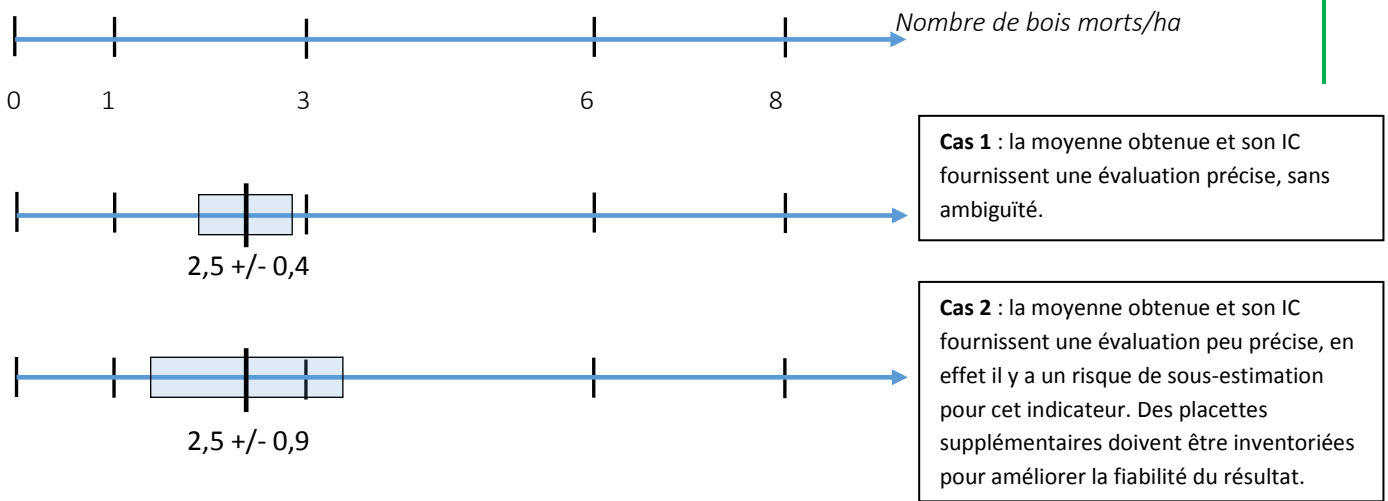 Nombre de bois morts/ha
0 1 3 6 8
Cas 1 : la moyenne obtenue et son IC
fournissent une évaluation précise, sans
ambiguïté.
2,5 +/- 0,4
Cas 2 : la moyenne obtenue et son IC
fournissent une évaluation peu précise, en
effet il y a un risque de sous-estimation
pour cet indicateur. Des placettes
supplémentaires doivent être inventoriées
pour améliorer la fiabilité du résultat.
2,5 +/- 0,9